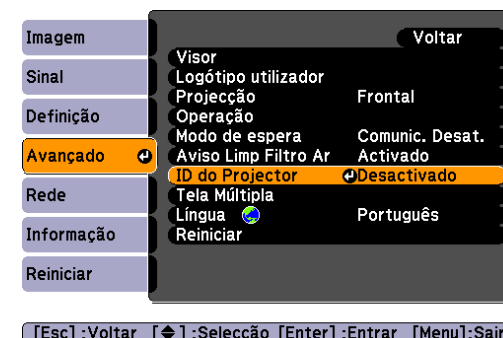 Imagem
Sinal
Definição
Avançado
Rede
Informação
Reiniciar
Voltar
Visor
Logótipo utilizador
Projecção Frontal
Operação
Modo de espera Comunic. Desat.
Aviso Limp Filtro Ar Activado
ID do Projector Desactivado
Tela Múltipla
Língua Português
Reiniciar
[Esc] :Voltar [ ] :Selecção [Enter] :Entrar [Menu]:Sair